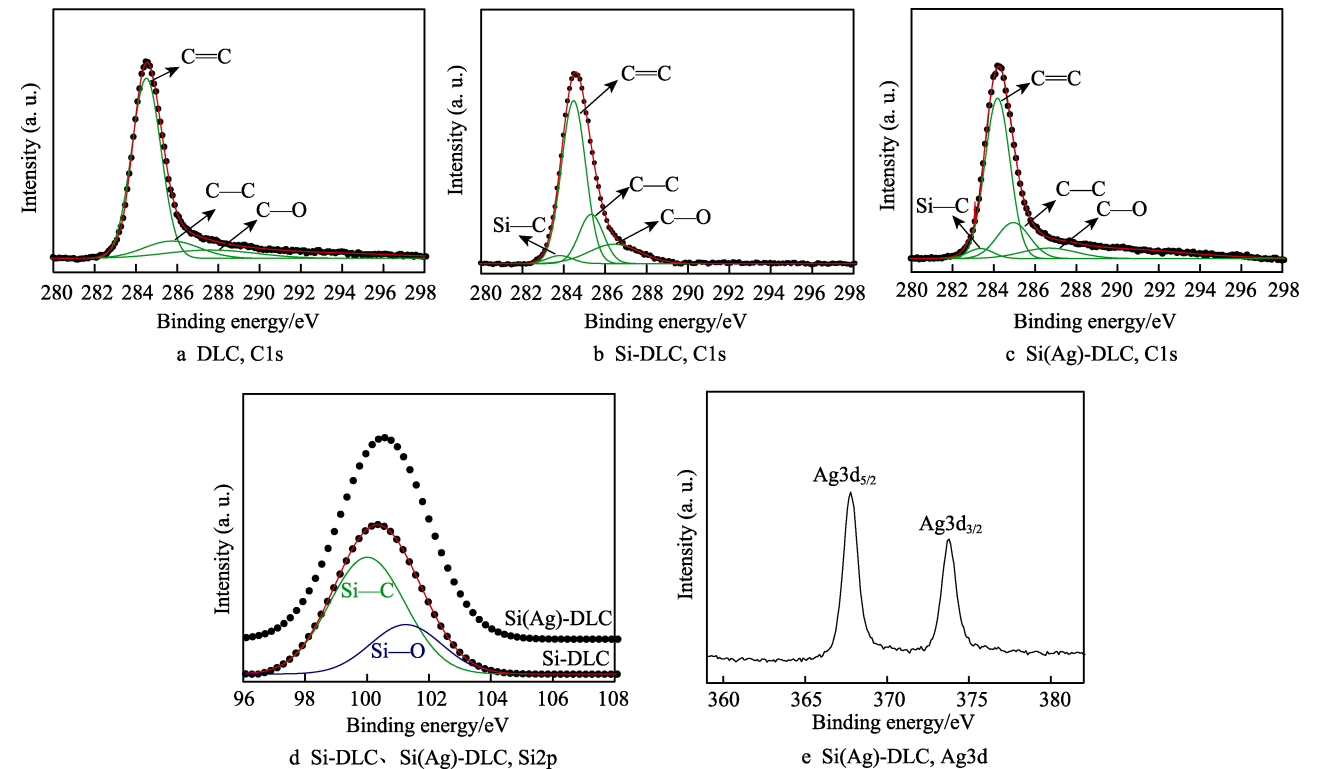 Intensity (a. u.)
C═C
C—C
C—O
280 282 284 286 288 290 292 294 296 298
Binding energy/eV
a DLC, C1s
Intensity (a. u.)
C═C
C—C
C—O
Si—C
280 282 284 286 288 290 292 294 296 298
Binding energy/eV
b Si-DLC, C1s
Intensity (a. u.)
C═C
C—C
C—O
Si—C
280 282 284 286 288 290 292 294 296 298
Binding energy/eV
c Si(Ag)-DLC, C1s
Intensity (a. u.)
Si—C
Si(Ag)-DLC
Si—O
Si-DLC
96 98 100 102 104 106 108
Binding energy/eV
d Si-DLC、Si(Ag)-DLC, Si2p
Intensity (a. u.)
Ag3d5/2
Ag3d3/2
360 365 370 375 380
Binding energy/eV
e Si(Ag)-DLC, Ag3d